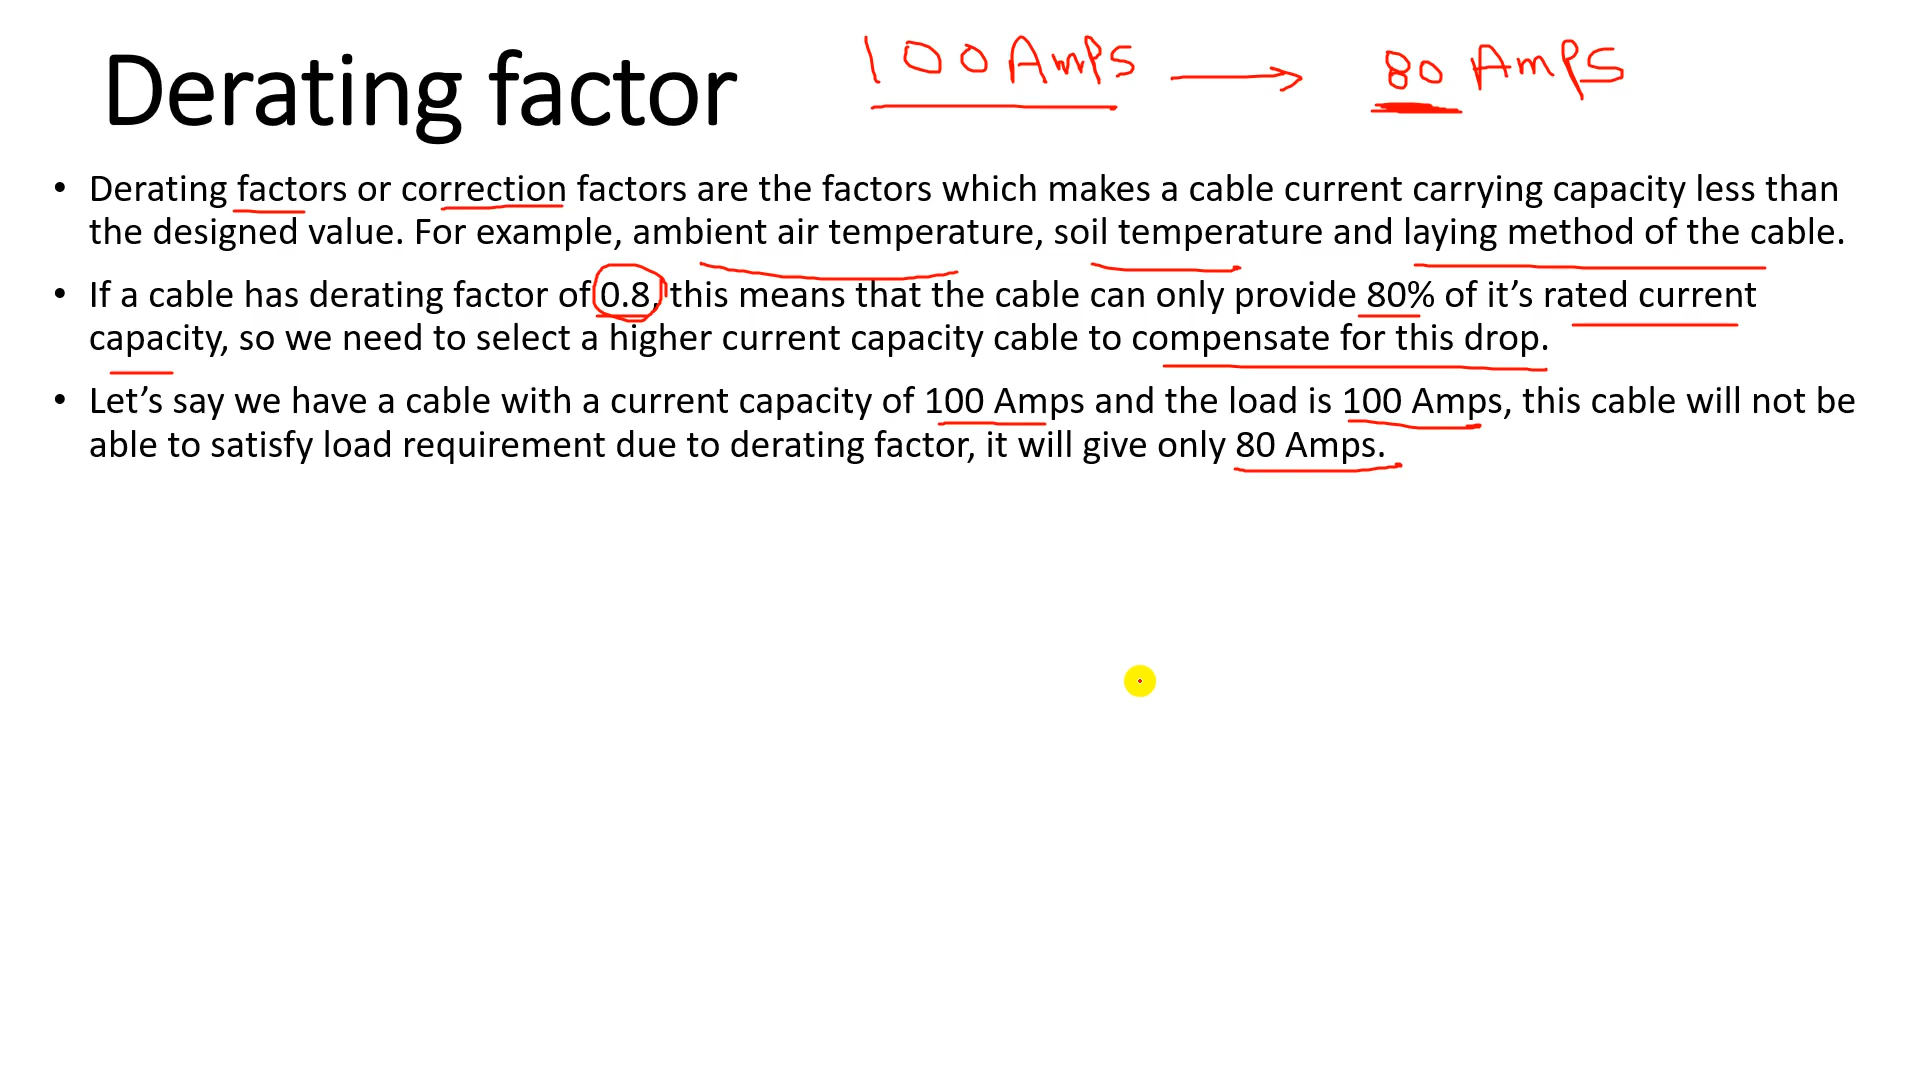 Derating factor
100 Amps → 80 Amps
• Derating factors or correction factors are the factors which makes a cable current carrying capacity less than
the designed value. For example, ambient air temperature, soil temperature and laying method of the cable.
• If a cable has derating factor of 0.8, this means that the cable can only provide 80% of it’s rated current
capacity, so we need to select a higher current capacity cable to compensate for this drop.
• Let’s say we have a cable with a current capacity of 100 Amps and the load is 100 Amps, this cable will not be
able to satisfy load requirement due to derating factor, it will give only 80 Amps.